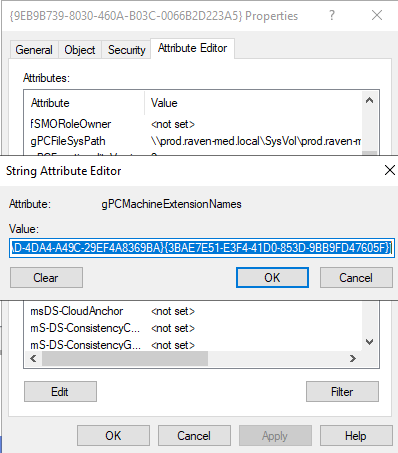 {9EB9B739-8030-460A-B03C-0066B2D223A5} Properties
General Object Security Attribute Editor
Attributes:
Attribute Value
fSMORoleOwner <not set>
gPCFileSysPath \\prod.raven-med.local\SysVol\prod.raven-m
String Attribute Editor
Attribute: gPCMachineExtensionNames
Value:
D-4DA4-A49C-29EF4A8369BA}{3BAE7E51-E3F4-41D0-853D-9BB9FD47605F}]
Clear OK Cancel
msDS-CloudAnchor <not set>
mS-DS-ConsistencyC... <not set>
mS-DS-ConsistencyG... <not set>
Edit Filter
OK Cancel Apply Help